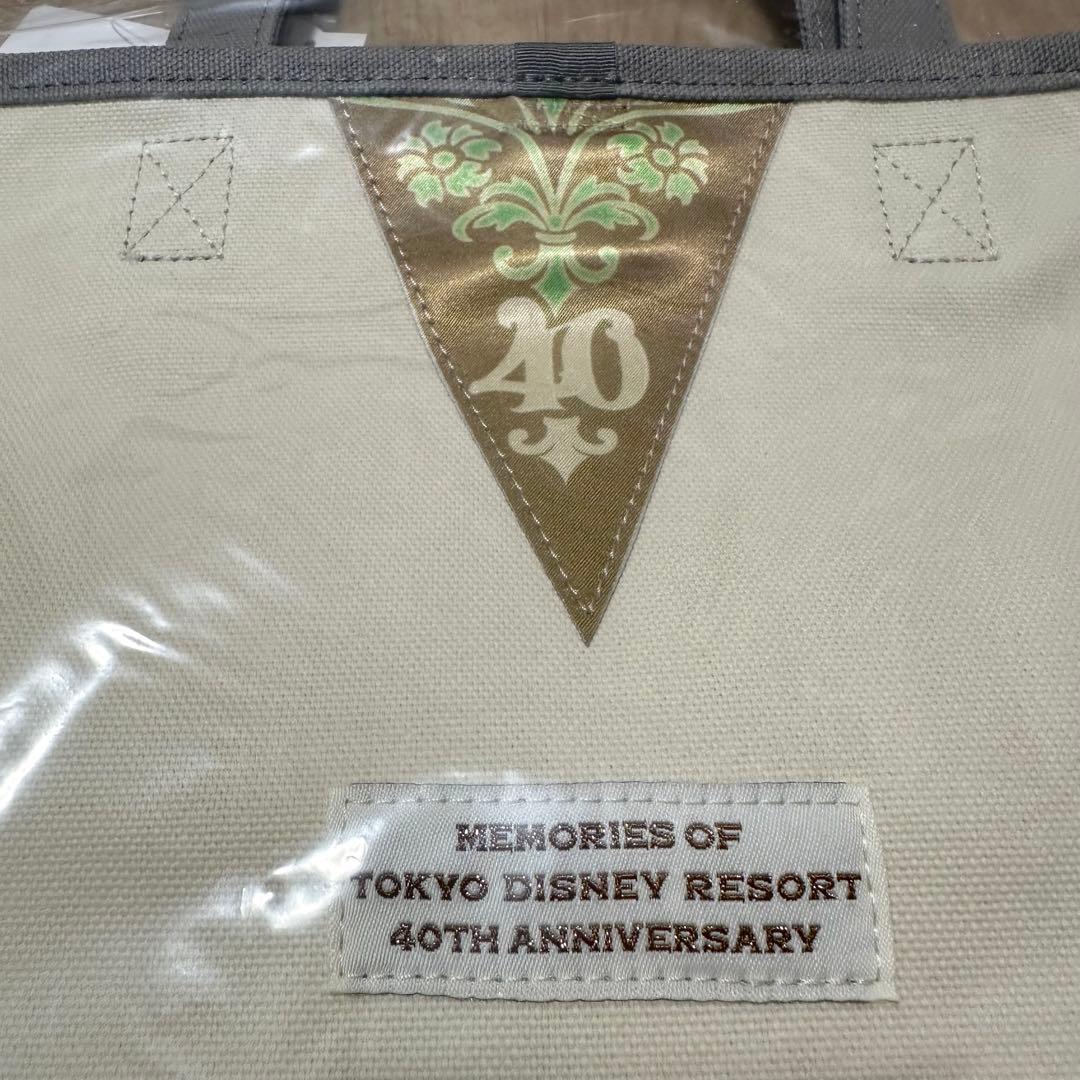 40
MEMORIES OF
TOKYO DISNEY RESORT
40TH ANNIVERSARY